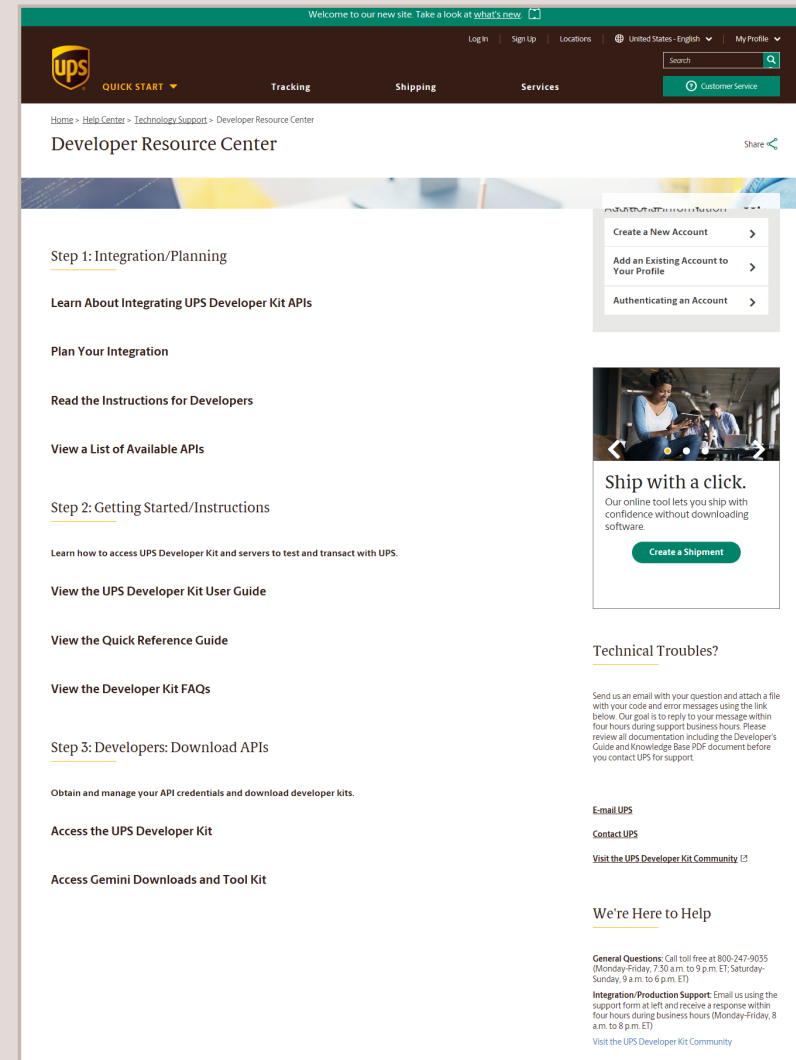 Welcome to our new site. Take a look at what's new.
Log In Sign Up Locations United States - English My Profile
Search
ups
QUICK START Tracking Shipping Services
Customer Service
Home > Help Center > Technology Support > Developer Resource Center
Developer Resource Center
Share
Step 1: Integration/Planning
Learn About Integrating UPS Developer Kit APIs
Plan Your Integration
Read the Instructions for Developers
View a List of Available APIs
Step 2: Getting Started/Instructions
Learn how to access UPS Developer Kit and servers to test and transact with UPS.
View the UPS Developer Kit User Guide
View the Quick Reference Guide
View the Developer Kit FAQs
Step 3: Developers: Download APIs
Obtain and manage your API credentials and download developer kits.
Access the UPS Developer Kit
Access Gemini Downloads and Tool Kit
Additional Information
Create a New Account
Add an Existing Account to
Your Profile
Authenticating an Account
Ship with a click.
Our online tool lets you ship with
confidence without downloading
software.
Create a Shipment
Technical Troubles?
Send us an email with your question and attach a file
with your code and error messages using the link
below. Our goal is to reply to your message within
four hours during support business hours. Please
review all documentation including the Developer's
Guide and Knowledge Base PDF document before
you contact UPS for support.
E-mail UPS
Contact UPS
Visit the UPS Developer Kit Community
We're Here to Help
General Questions: Call toll free at 800-247-9035
(Monday-Friday, 7:30 a.m. to 9 p.m. ET; Saturday-
Sunday, 9 a.m. to 6 p.m. ET)
Integration/Production Support: Email us using the
support form at left and receive a response within
four hours during business hours (Monday-Friday, 8
a.m. to 8 p.m. ET)
Visit the UPS Developer Kit Community